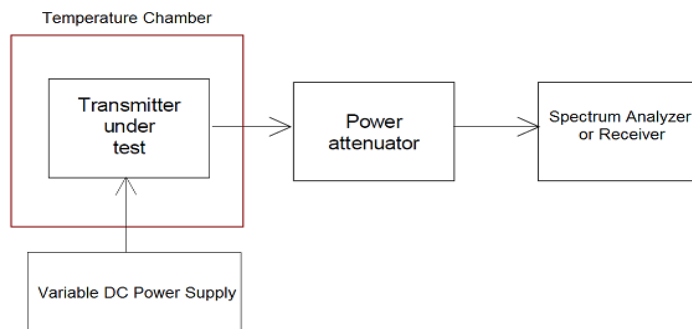 Temperature Chamber
Transmitter
under
test
Power
attenuator
Spectrum Analyzer
or Receiver
Variable DC Power Supply